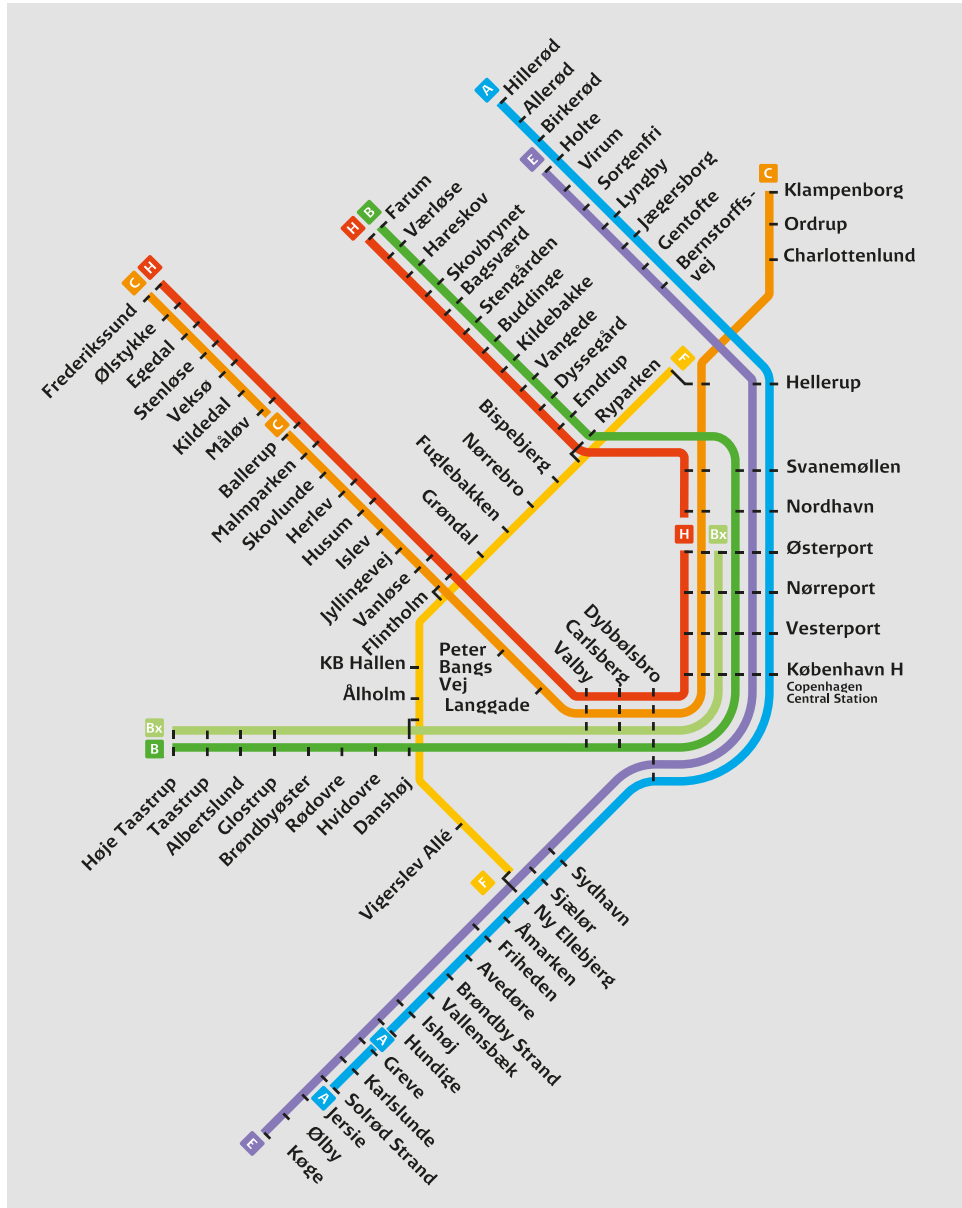 A
Hillerød
Allerød
Birkerød
Holte
E
Virum
Sorgenfri
Lyngby
Jægersborg
Gentofte
Bernstorffs-
vej
C
Klampenborg
Ordrup
Charlottenlund
H
B
Farum
Værløse
Hareskov
Skovbrynet
Bagsværd
Stengården
Buddinge
Kildebakke
Vangede
Dyssegård
Emdrup
Ryparken
F
Bispebjerg
Nørrebro
Fuglebakken
Grøndal
C
H
Frederikssund
Ølstykke
Egedal
Stenløse
Veksø
Kildedal
Måløv
C
Ballerup
Malmparken
Skovlunde
Herlev
Husum
Islev
Jyllingevej
Vanløse
Flintholm
Hellerup
Svanemøllen
Nordhavn
H
Bx
Østerport
Nørreport
Vesterport
København H
Copenhagen
Central Station
KB Hallen
Ålholm
Peter
Bangs
Vej
Langgade
Valby
Carlsberg
Dybbølsbro
Bx
B
Høje Taastrup
Taastrup
Albertslund
Glostrup
Brøndbyøster
Rødovre
Hvidovre
Danshøj
Vigerslev Allé
F
Sydhavn
Sjælør
Ny Ellebjerg
Åmarken
Friheden
Avedøre
Brøndby Strand
Vallensbæk
Ishøj
Hundige
A
Greve
Karlslunde
Solrød Strand
A
Jersie
Ølby
Køge
E